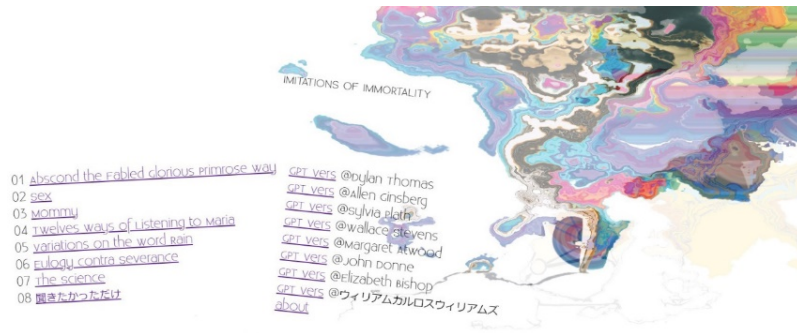 IMITATIONS OF IMMORTALITY
01 Abscond the Fabled Glorious Primrose Way
02 Sex
03 Mommy
04 Twelves Ways of Listening to Maria
05 Variations on the Word Rain
06 Eulogy contra severance
07 The science
08 聞きたかっただけ
GPT vers @Dylan Thomas
GPT vers @Allen Ginsberg
GPT vers @Sylvia Plath
GPT vers @Wallace Stevens
GPT vers @Margaret Atwood
GPT vers @John Donne
GPT vers @Elizabeth Bishop
GPT vers @ウィリアムカルロスウィリアムズ
about